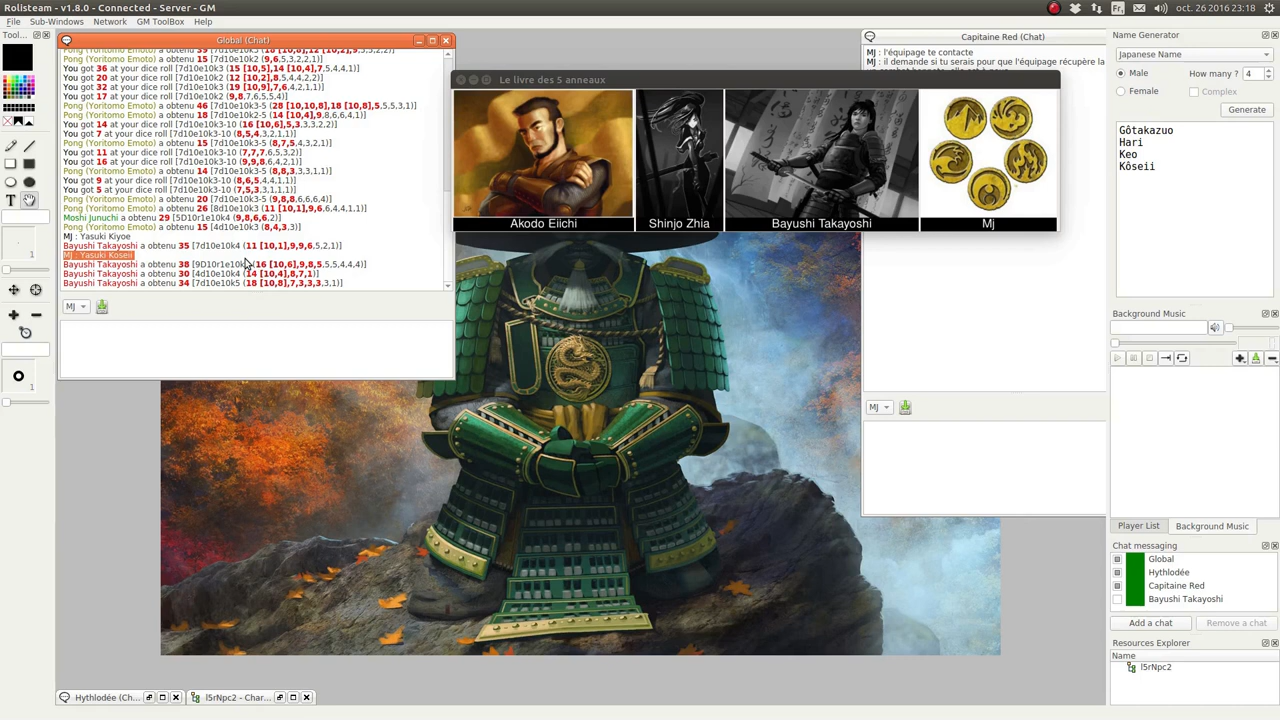 Rollisteam - v1.8.0 - Connected - Server - GM
Fr oct. 26 2016 23:18
File Sub-Windows Network GM ToolBox Help
Tool...
1
1
Global (Chat)
Pong (Yoritomo Emoto) a obtenu 15 [7d10e10k2 (9,6,5,3,2,2,1)]
You got 36 at your dice roll [7d10e10k3 (15 [10,5],14 [10,4],7,5,4,4,1)]
You got 20 at your dice roll [7d10e10k2 (12 [10,2],8,5,4,4,2,2)]
You got 32 at your dice roll [7d10e10k3 (19 [10,9],7,6,4,2,1,1)]
You got 17 at your dice roll [7d10e10k2 (9,8,7,6,5,5,4)]
Pong (Yoritomo Emoto) a obtenu 46 [7d10e10k3-5 (28 [10,10,8],18 [10,8],5,5,5,3,1)]
Pong (Yoritomo Emoto) a obtenu 18 [7d10e10k2-5 (14 [10,4],9,8,6,6,4,1)]
You got 14 at your dice roll [7d10e10k3-10 (16 [10,6],5,3,3,3,2,2)]
You got 7 at your dice roll [7d10e10k3-10 (8,5,4,3,2,1,1)]
Pong (Yoritomo Emoto) a obtenu 15 [7d10e10k3-5 (8,7,5,4,3,2,1)]
You got 11 at your dice roll [7d10e10k3-10 (7,7,7,6,5,3,2)]
You got 16 at your dice roll [7d10e10k3-10 (9,9,8,6,4,2,1)]
Pong (Yoritomo Emoto) a obtenu 14 [7d10e10k3-5 (8,8,3,3,3,1,1)]
You got 9 at your dice roll [7d10e10k3-10 (8,6,5,4,4,1,1)]
You got 5 at your dice roll [7d10e10k3-10 (7,5,3,3,1,1,1)]
Pong (Yoritomo Emoto) a obtenu 20 [7d10e10k3-5 (9,8,8,6,6,6,4)]
Pong (Yoritomo Emoto) a obtenu 26 [8d10e10k3 (11 [10,1],9,6,6,4,4,1,1)]
Moshi Junuchi a obtenu 29 [5D10r1e10k4 (9,8,6,6,2)]
Pong (Yoritomo Emoto) a obtenu 15 [4d10e10k3 (8,4,3,3)]
MJ : Yasuki Kiyoe
Bayushi Takayoshi a obtenu 35 [7d10e10k4 (11 [10,1],9,9,6,5,2,1)]
MJ : Yasuki Koseii
Bayushi Takayoshi a obtenu 38 [9D10r1e10k4 (16 [10,6],9,8,5,5,5,4,4,4)]
Bayushi Takayoshi a obtenu 30 [4d10e10k4 (14 [10,4],8,7,1)]
Bayushi Takayoshi a obtenu 34 [7d10e10k5 (18 [10,8],7,3,3,3,3,1)]
MJ
Le livre des 5 anneaux
Akodo Eiichi Shinjo Zhia Bayushi Takayoshi Mj
Capitaine Red (Chat)
MJ : l'équipage te contacte
MJ : il demande si tu serais pour que l'équipage récupère la
MJ
Name Generator
Japanese Name
Male How many ? 4
Female Complex
Generate
Gôtakazuo
Hari
Keo
Kôseii
Background Music
Player List Background Music
Chat messaging
Global
Hythlodée
Capitaine Red
Bayushi Takayoshi
Add a chat Remove a chat
Resources Explorer
Name
l5rNpc2
Hythlodée (Ch... l5rNpc2 - Char...